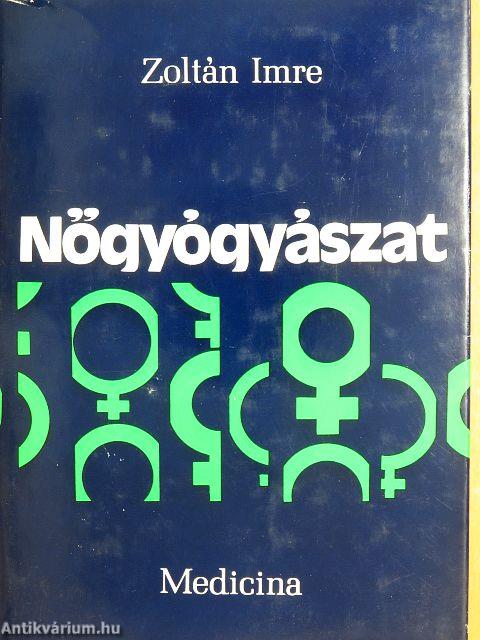 Zoltán Imre
Nőgyógyászat
Medicina
Antikvárium.hu